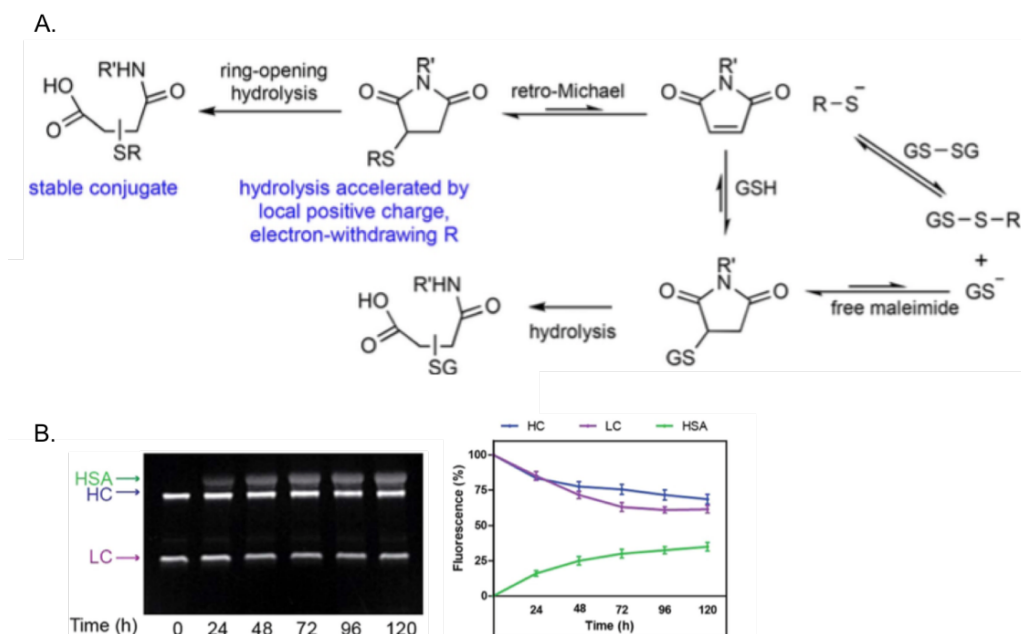 A.
R'HN
HO
O
O
SR
stable conjugate
ring-opening
hydrolysis
R'
N
O
O
RS
hydrolysis accelerated by
local positive charge,
electron-withdrawing R
retro-Michael
R'
N
O
O
R–S⁻
GS–SG
GSH
GS–S–R
+
GS⁻
free maleimide
R'
N
O
O
GS
hydrolysis
R'HN
HO
O
O
SG
B.
HSA
HC
LC
Time (h) 0 24 48 72 96 120
HC LC HSA
Fluorescence (%)
100
75
50
25
0
24 48 72 96 120
Time (h)